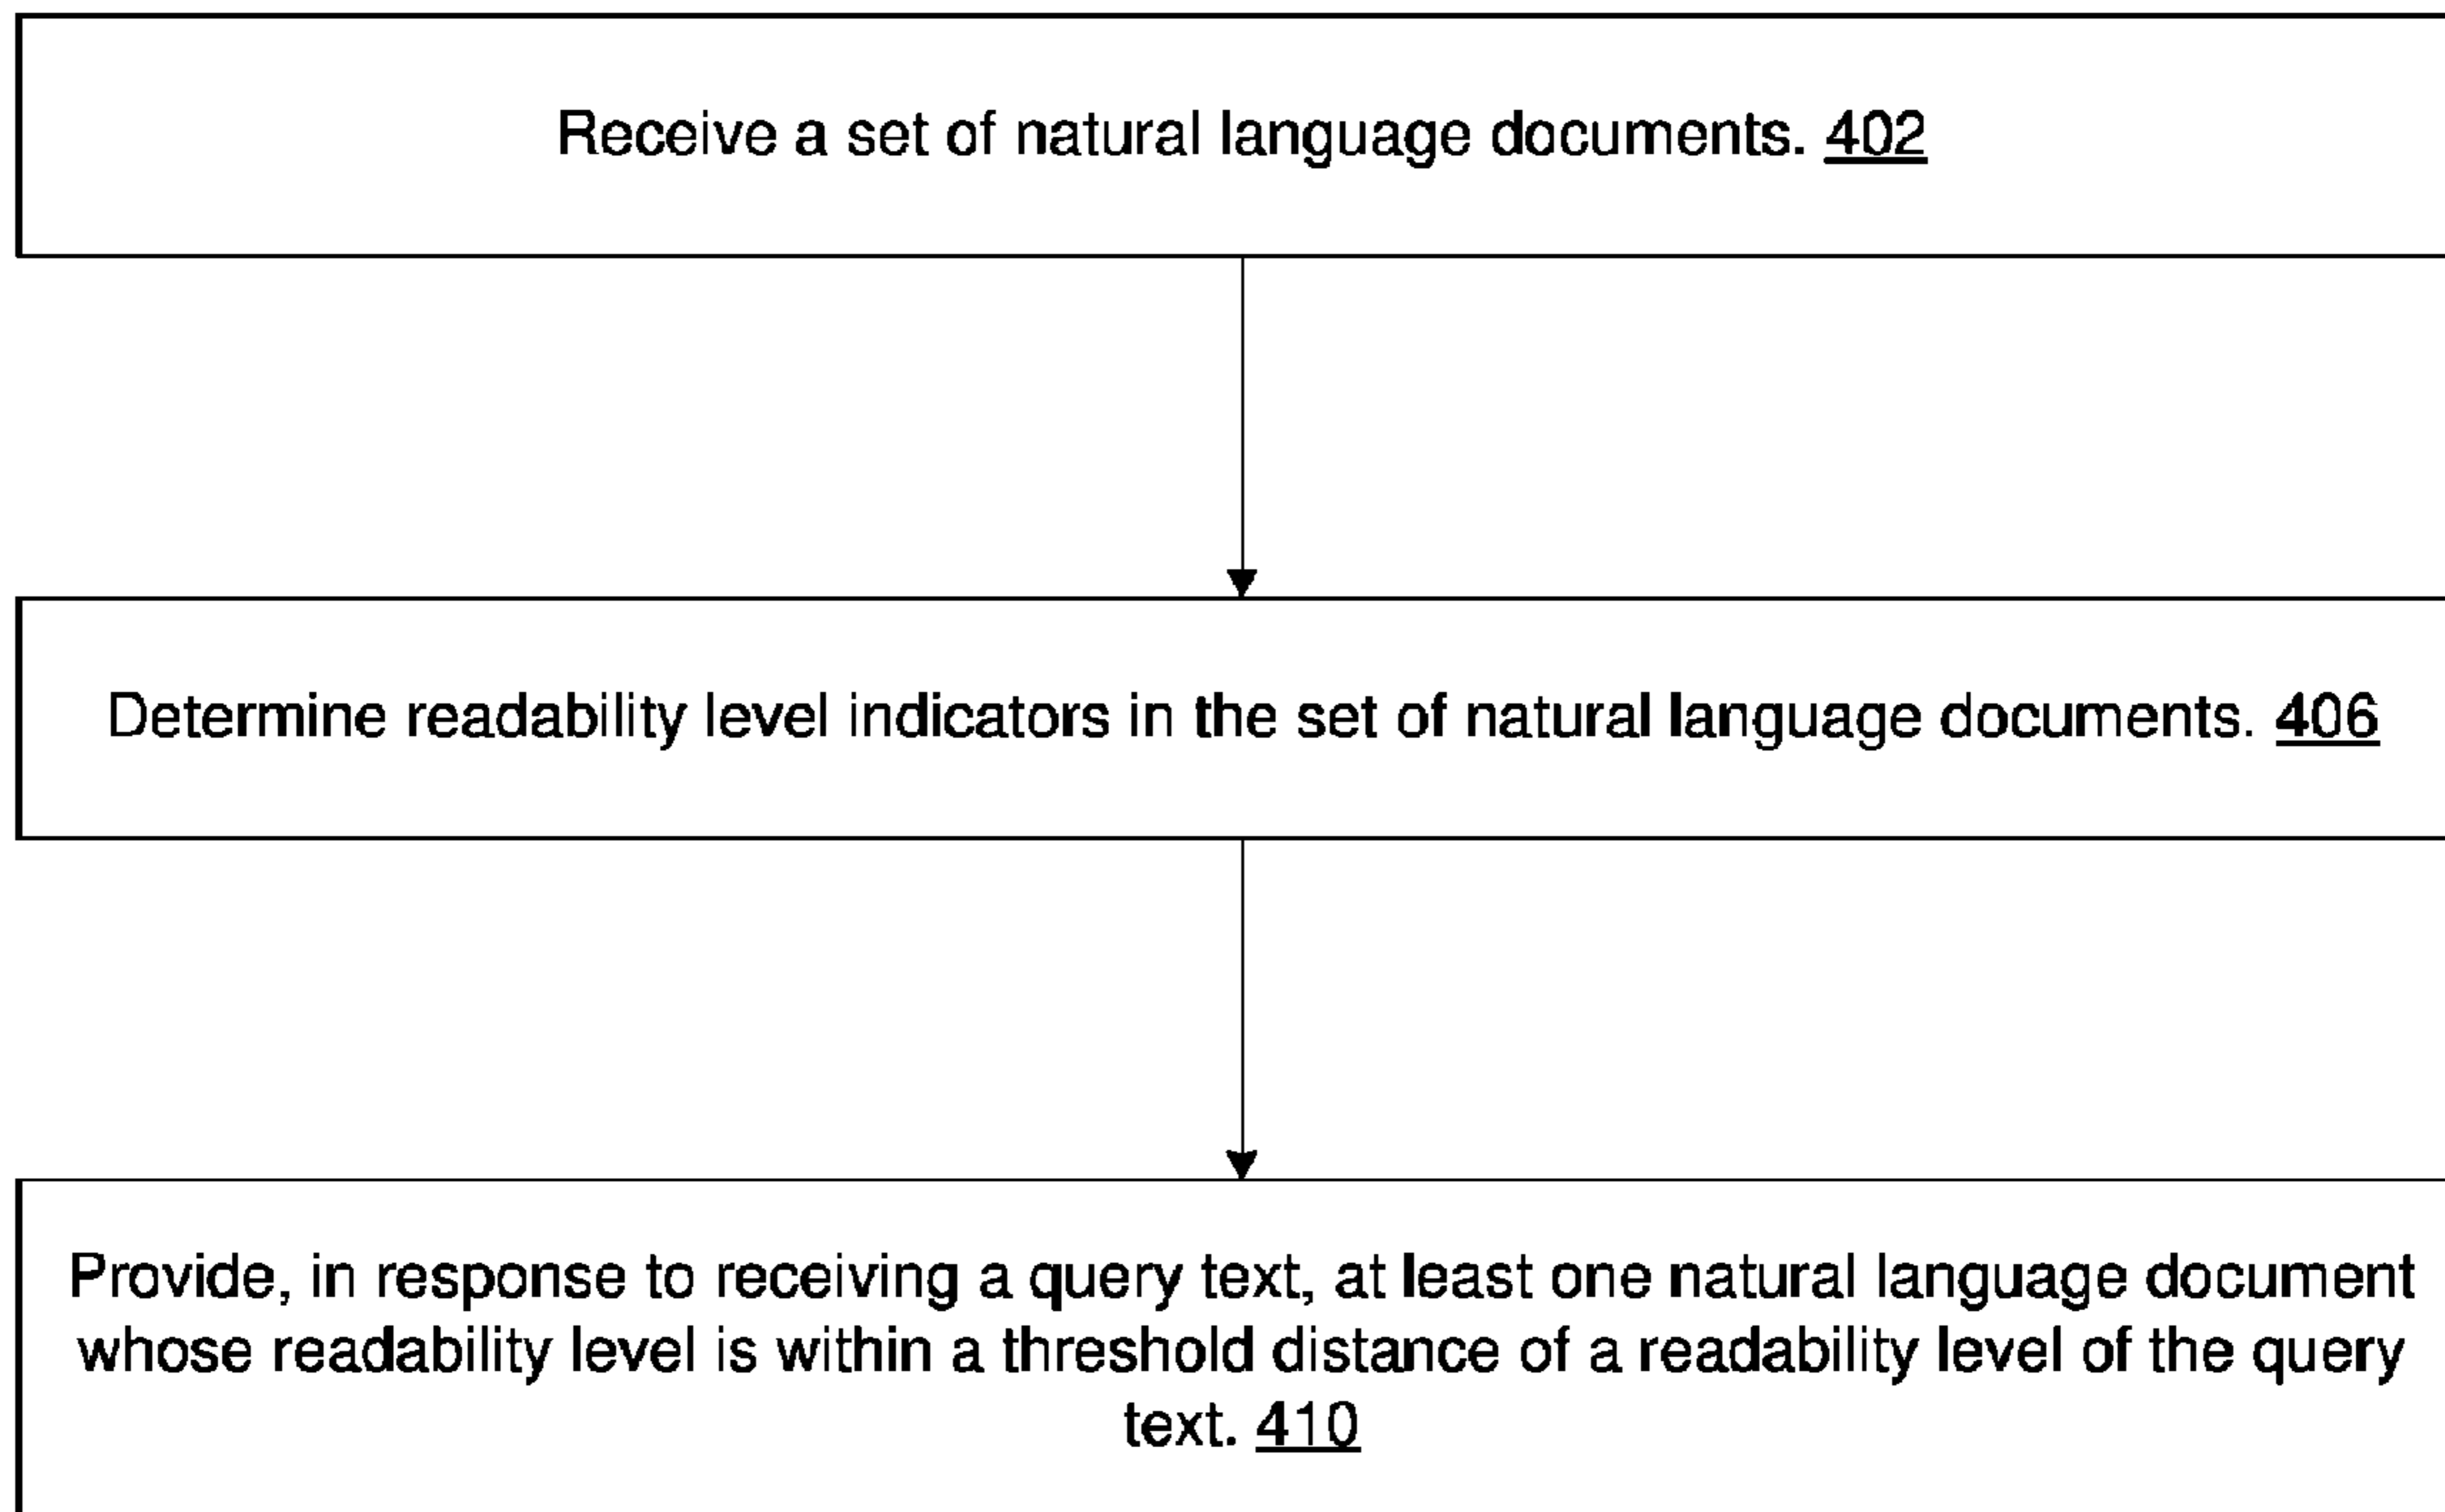 Receive a set of natural language documents. 402
Determine readability level indicators in the set of natural language documents. 406
Provide, in response to receiving a query text, at least one natural language document
whose readability level is within a threshold distance of a readability level of the query
text. 410